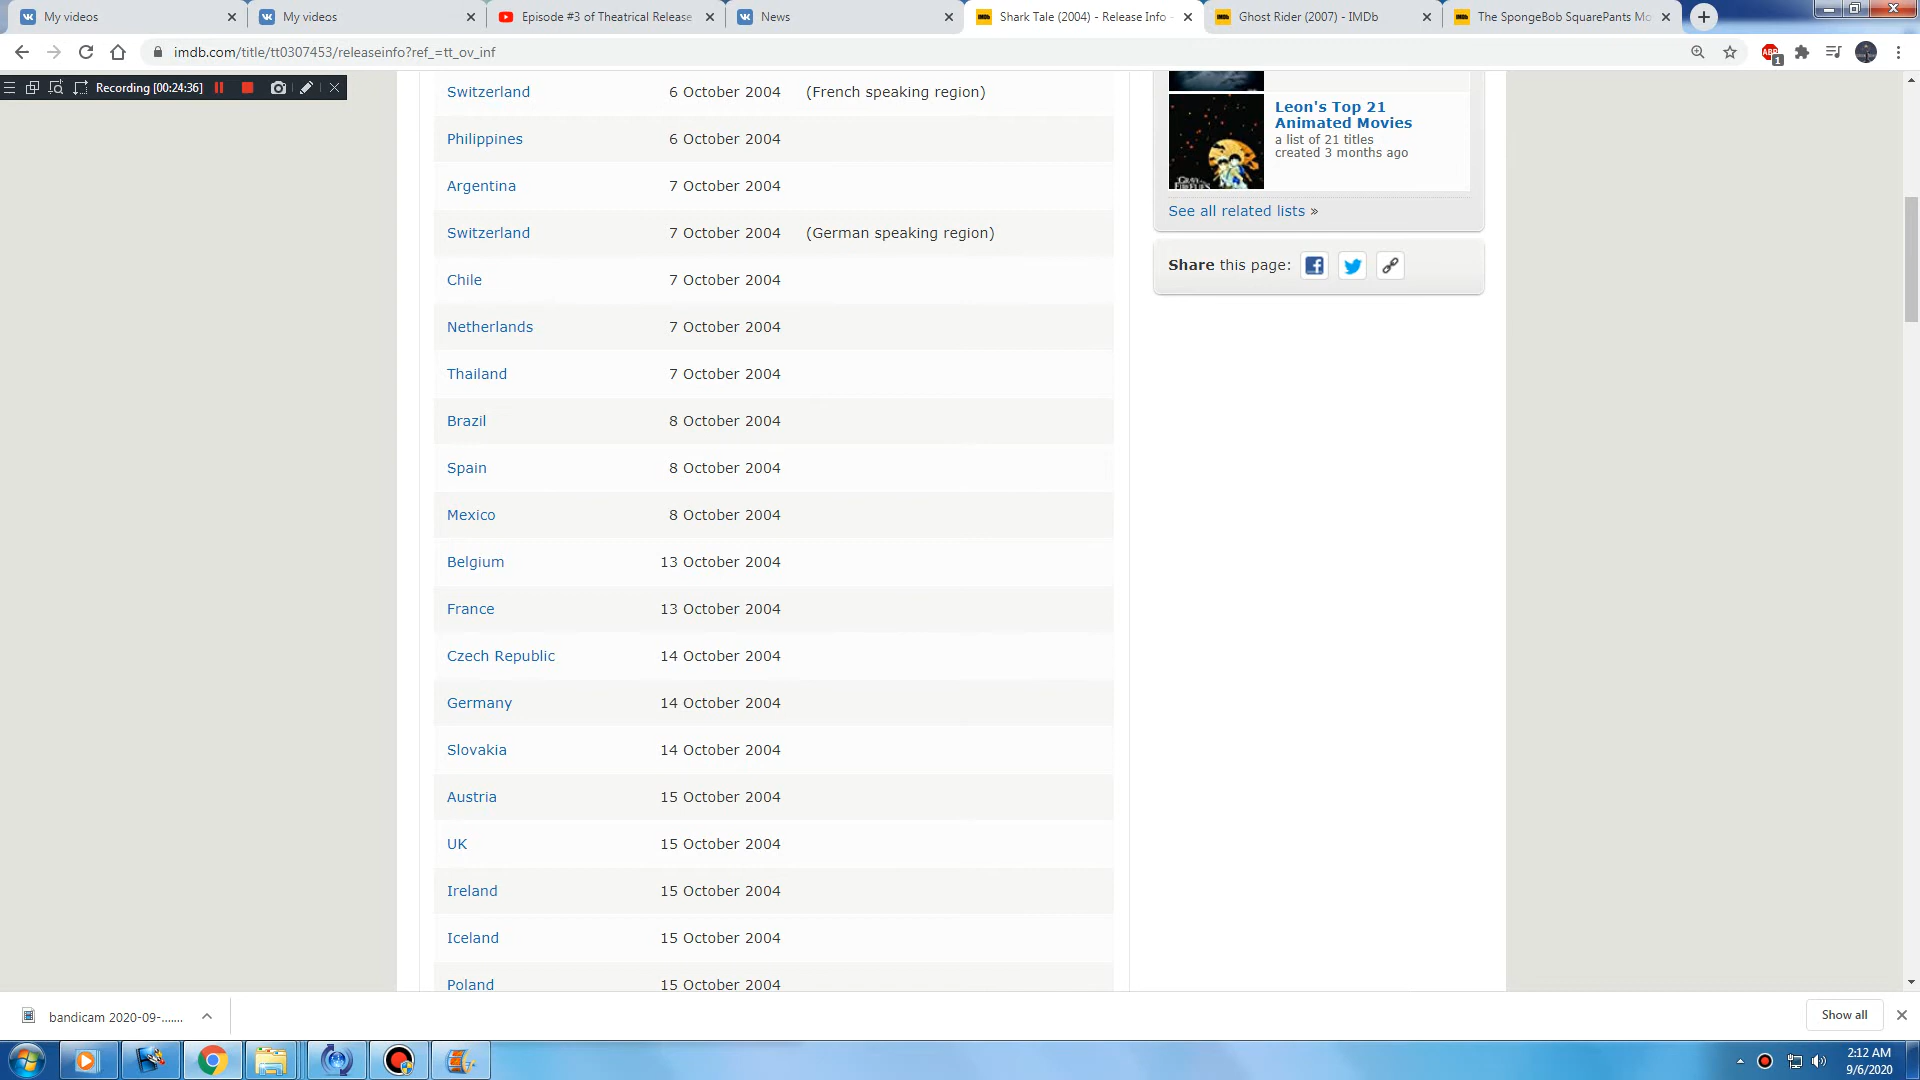 My videos
My videos
Episode #3 of Theatrical Release
News
Shark Tale (2004) - Release Info -
Ghost Rider (2007) - IMDb
The SpongeBob SquarePants Mo
imdb.com/title/tt0307453/releaseinfo?ref_=tt_ov_inf
ABP
1
Recording [00:24:36]
Switzerland 6 October 2004 (French speaking region)
Philippines 6 October 2004
Argentina 7 October 2004
Switzerland 7 October 2004 (German speaking region)
Chile 7 October 2004
Netherlands 7 October 2004
Thailand 7 October 2004
Brazil 8 October 2004
Spain 8 October 2004
Mexico 8 October 2004
Belgium 13 October 2004
France 13 October 2004
Czech Republic 14 October 2004
Germany 14 October 2004
Slovakia 14 October 2004
Austria 15 October 2004
UK 15 October 2004
Ireland 15 October 2004
Iceland 15 October 2004
Poland 15 October 2004
Leon's Top 21
Animated Movies
a list of 21 titles
created 3 months ago
See all related lists »
Share this page:
bandicam 2020-09-.......
Show all
2:12 AM
9/6/2020